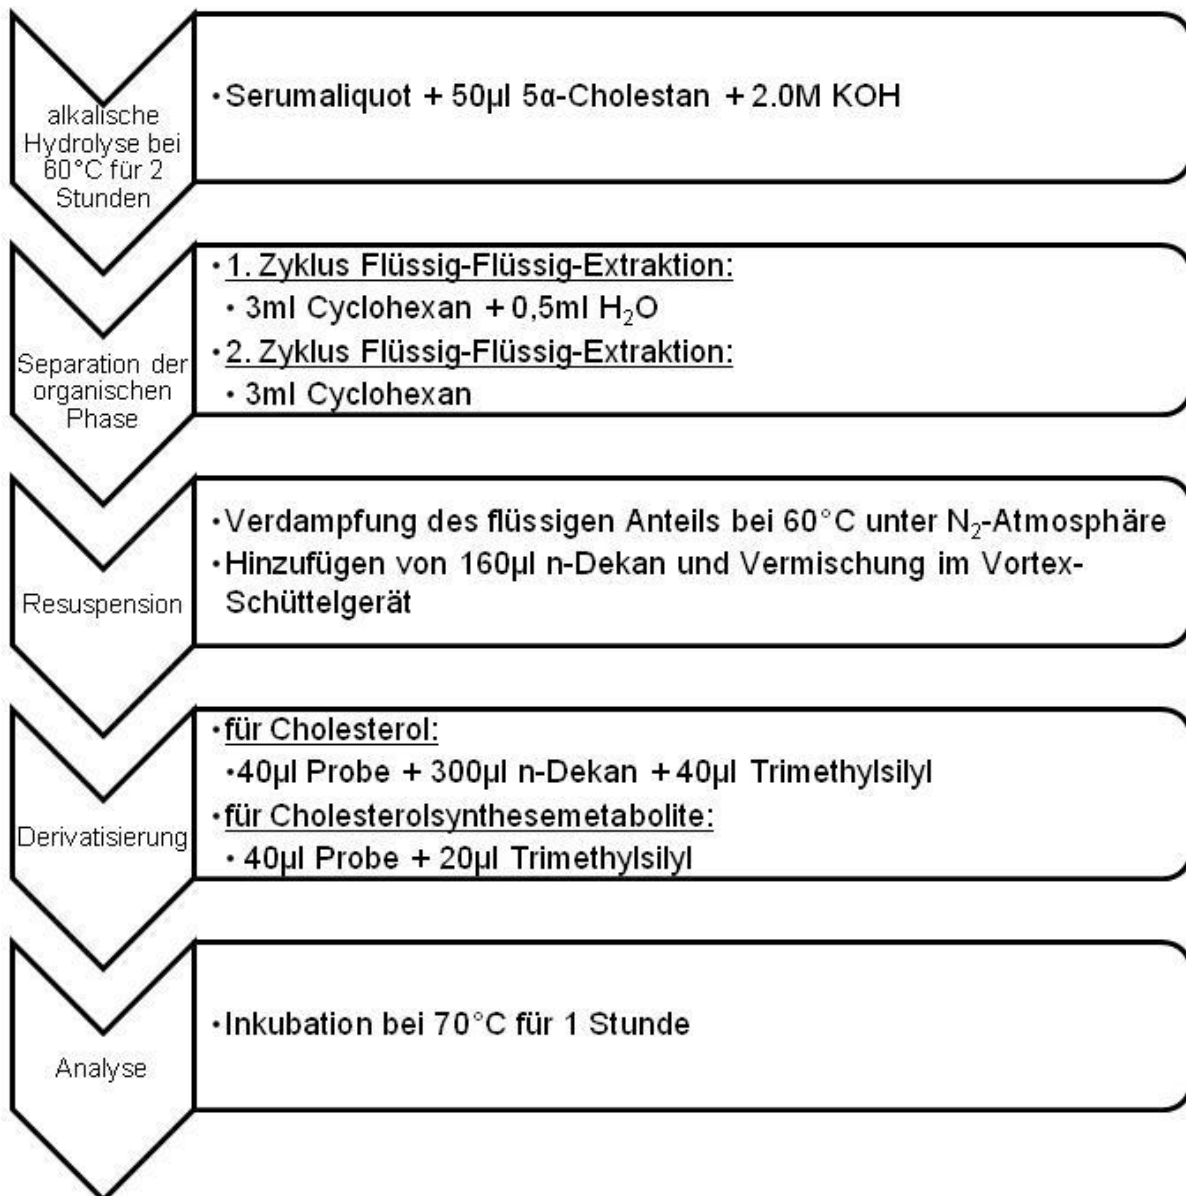 alkalische
Hydrolyse bei
60°C für 2
Stunden
• Serumaliquot + 50µl 5α-Cholestan + 2.0M KOH
Separation der
organischen
Phase
• 1. Zyklus Flüssig-Flüssig-Extraktion:
• 3ml Cyclohexan + 0,5ml H₂O
• 2. Zyklus Flüssig-Flüssig-Extraktion:
• 3ml Cyclohexan
Resuspension
• Verdampfung des flüssigen Anteils bei 60°C unter N₂-Atmosphäre
• Hinzufügen von 160µl n-Dekan und Vermischung im Vortex-
Schüttelgerät
Derivatisierung
• für Cholesterol:
• 40µl Probe + 300µl n-Dekan + 40µl Trimethylsilyl
• für Cholesterolsynthesemetabolite:
• 40µl Probe + 20µl Trimethylsilyl
Analyse
• Inkubation bei 70°C für 1 Stunde